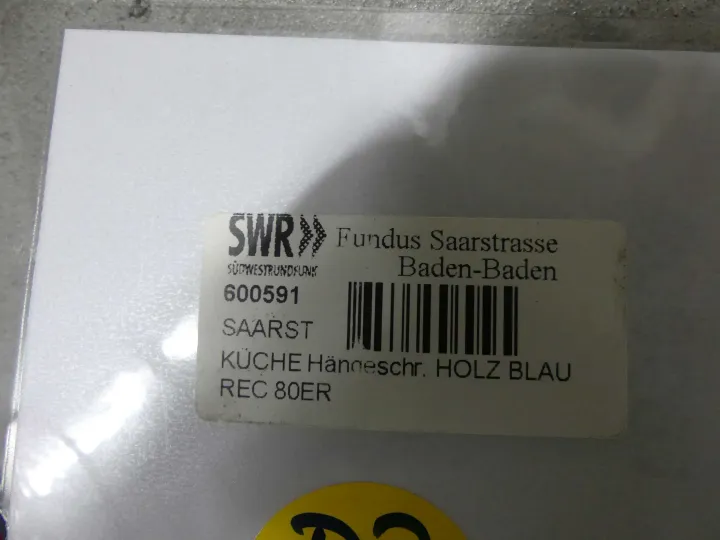 SWR Fundus Saarstrasse
SÜDWESTRUNDFUNK Baden-Baden
600591
SAARST
KÜCHE Hängeschr. HOLZ BLAU
REC 80ER